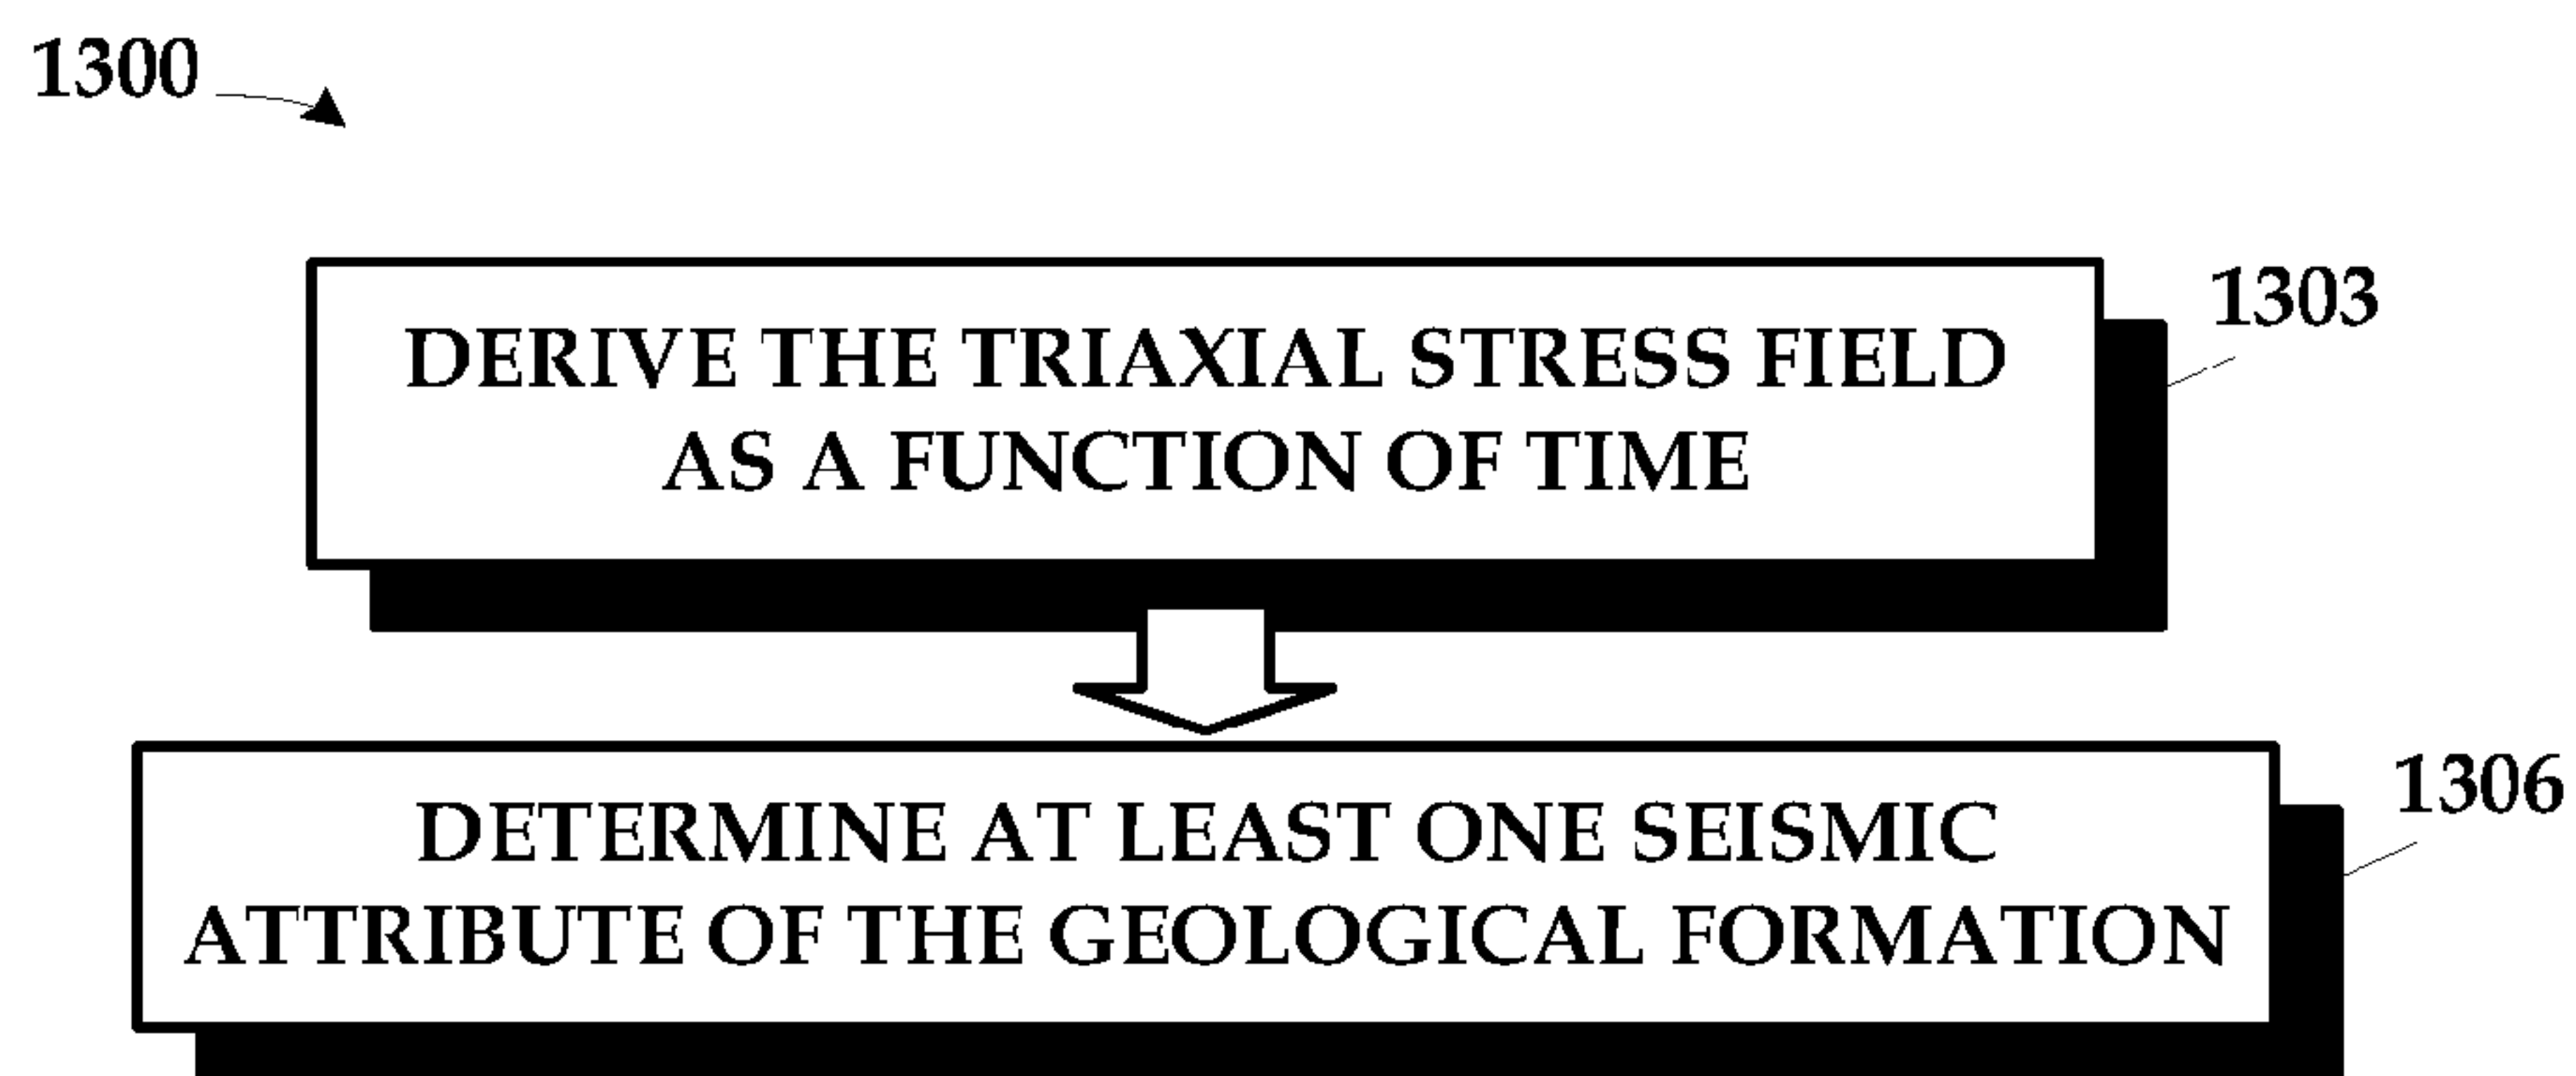 1300
DERIVE THE TRIAXIAL STRESS FIELD
AS A FUNCTION OF TIME
1303
DETERMINE AT LEAST ONE SEISMIC
ATTRIBUTE OF THE GEOLOGICAL FORMATION
1306